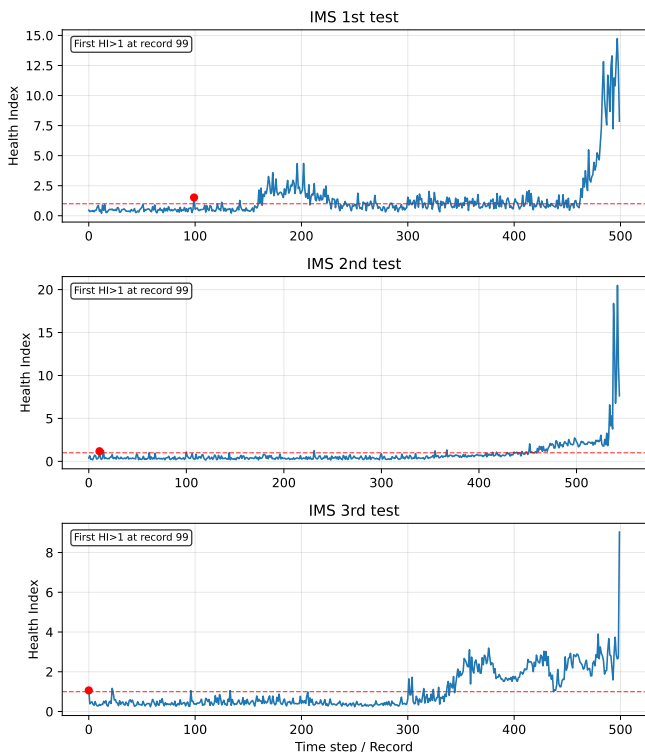 IMS 1st test
First HI>1 at record 99
Health Index
15.0
12.5
10.0
7.5
5.0
2.5
0.0
0 100 200 300 400 500
IMS 2nd test
First HI>1 at record 99
Health Index
20
15
10
5
0
0 100 200 300 400 500
IMS 3rd test
First HI>1 at record 99
Health Index
8
6
4
2
0
0 100 200 300 400 500
Time step / Record